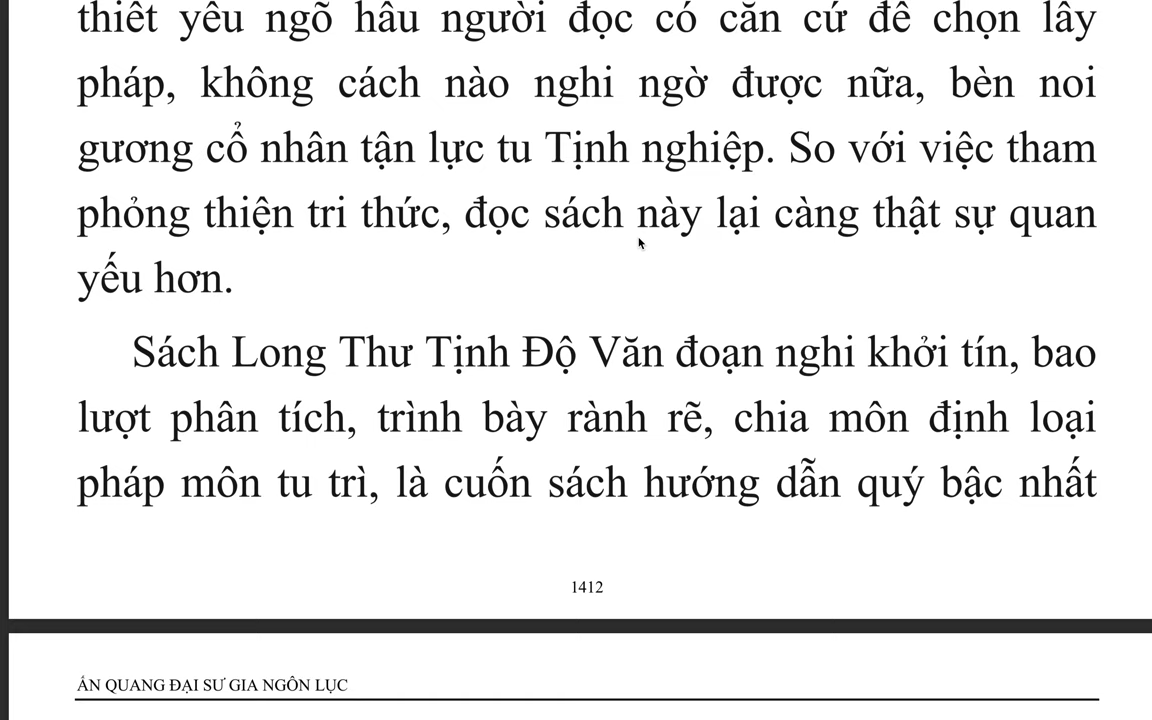 thiết yếu ngõ hầu người đọc có căn cứ để chọn lấy
pháp, không cách nào nghi ngờ được nữa, bèn noi
gương cổ nhân tận lực tu Tịnh nghiệp. So với việc tham
phỏng thiện tri thức, đọc sách này lại càng thật sự quan
yếu hơn.
Sách Long Thư Tịnh Độ Văn đoạn nghi khởi tín, bao
lượt phân tích, trình bày rành rẽ, chia môn định loại
pháp môn tu trì, là cuốn sách hướng dẫn quý bậc nhất
1412
ẤN QUANG ĐẠI SƯ GIA NGÔN LỤC